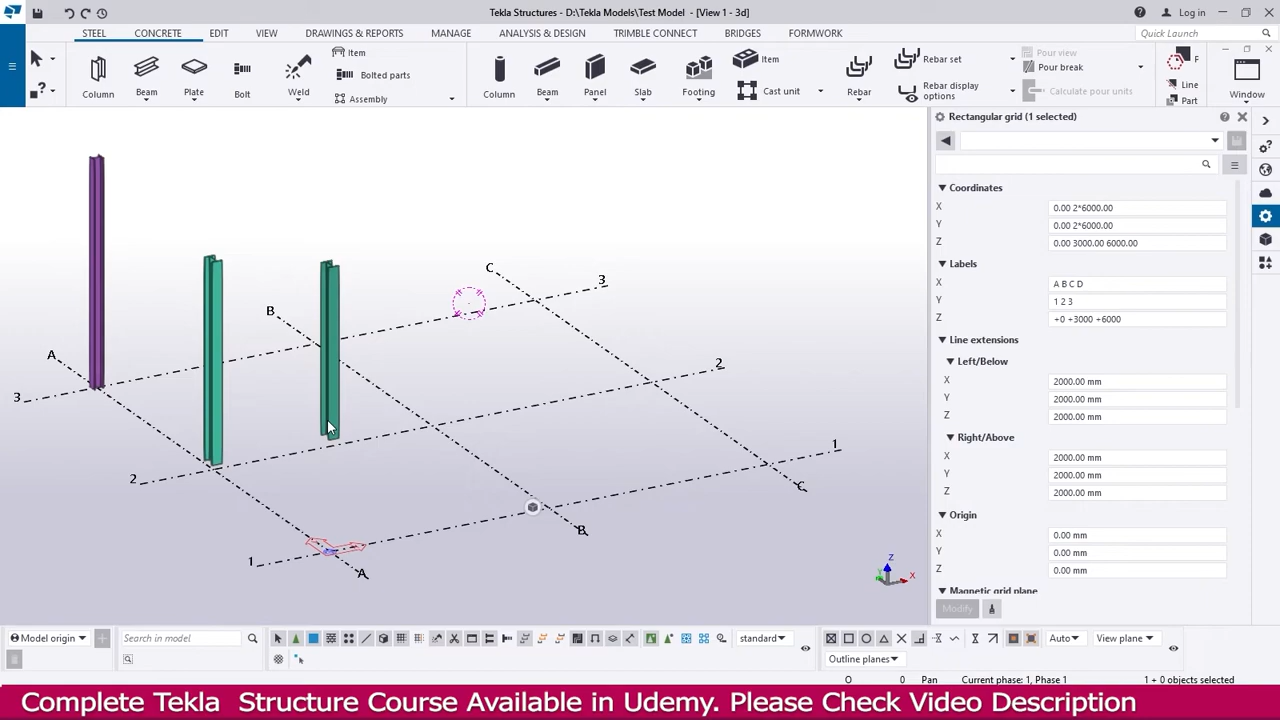 Tekla Structures - D:\Tekla Models\Test Model - [View 1 - 3d]
Log in
STEEL CONCRETE EDIT VIEW DRAWINGS & REPORTS MANAGE ANALYSIS & DESIGN TRIMBLE CONNECT BRIDGES FORMWORK
Quick Launch
Column Beam Plate Bolt Weld
Item
Bolted parts
Assembly
Column Beam Panel Slab Footing
Item
Cast unit
Rebar
Rebar set
Rebar display
options
Pour view
Pour break
Calculate pour units
F
Line
Part
Window
Rectangular grid (1 selected)
Coordinates
X 0.00 2*6000.00
Y 0.00 2*6000.00
Z 0.00 3000.00 6000.00
Labels
X A B C D
Y 1 2 3
Z +0 +3000 +6000
Line extensions
Left/Below
X 2000.00 mm
Y 2000.00 mm
Z 2000.00 mm
Right/Above
X 2000.00 mm
Y 2000.00 mm
Z 2000.00 mm
Origin
X 0.00 mm
Y 0.00 mm
Z 0.00 mm
Magnetic grid plane
Modify
C
3
B
A
2
3
1
2
C
B
1
A
Z
Y
X
Model origin
Search in model
standard
Auto
View plane
Outline planes
O 0 Pan Current phase: 1, Phase 1 1 + 0 objects selected
Complete Tekla Structure Course Available in Udemy. Please Check Video Description